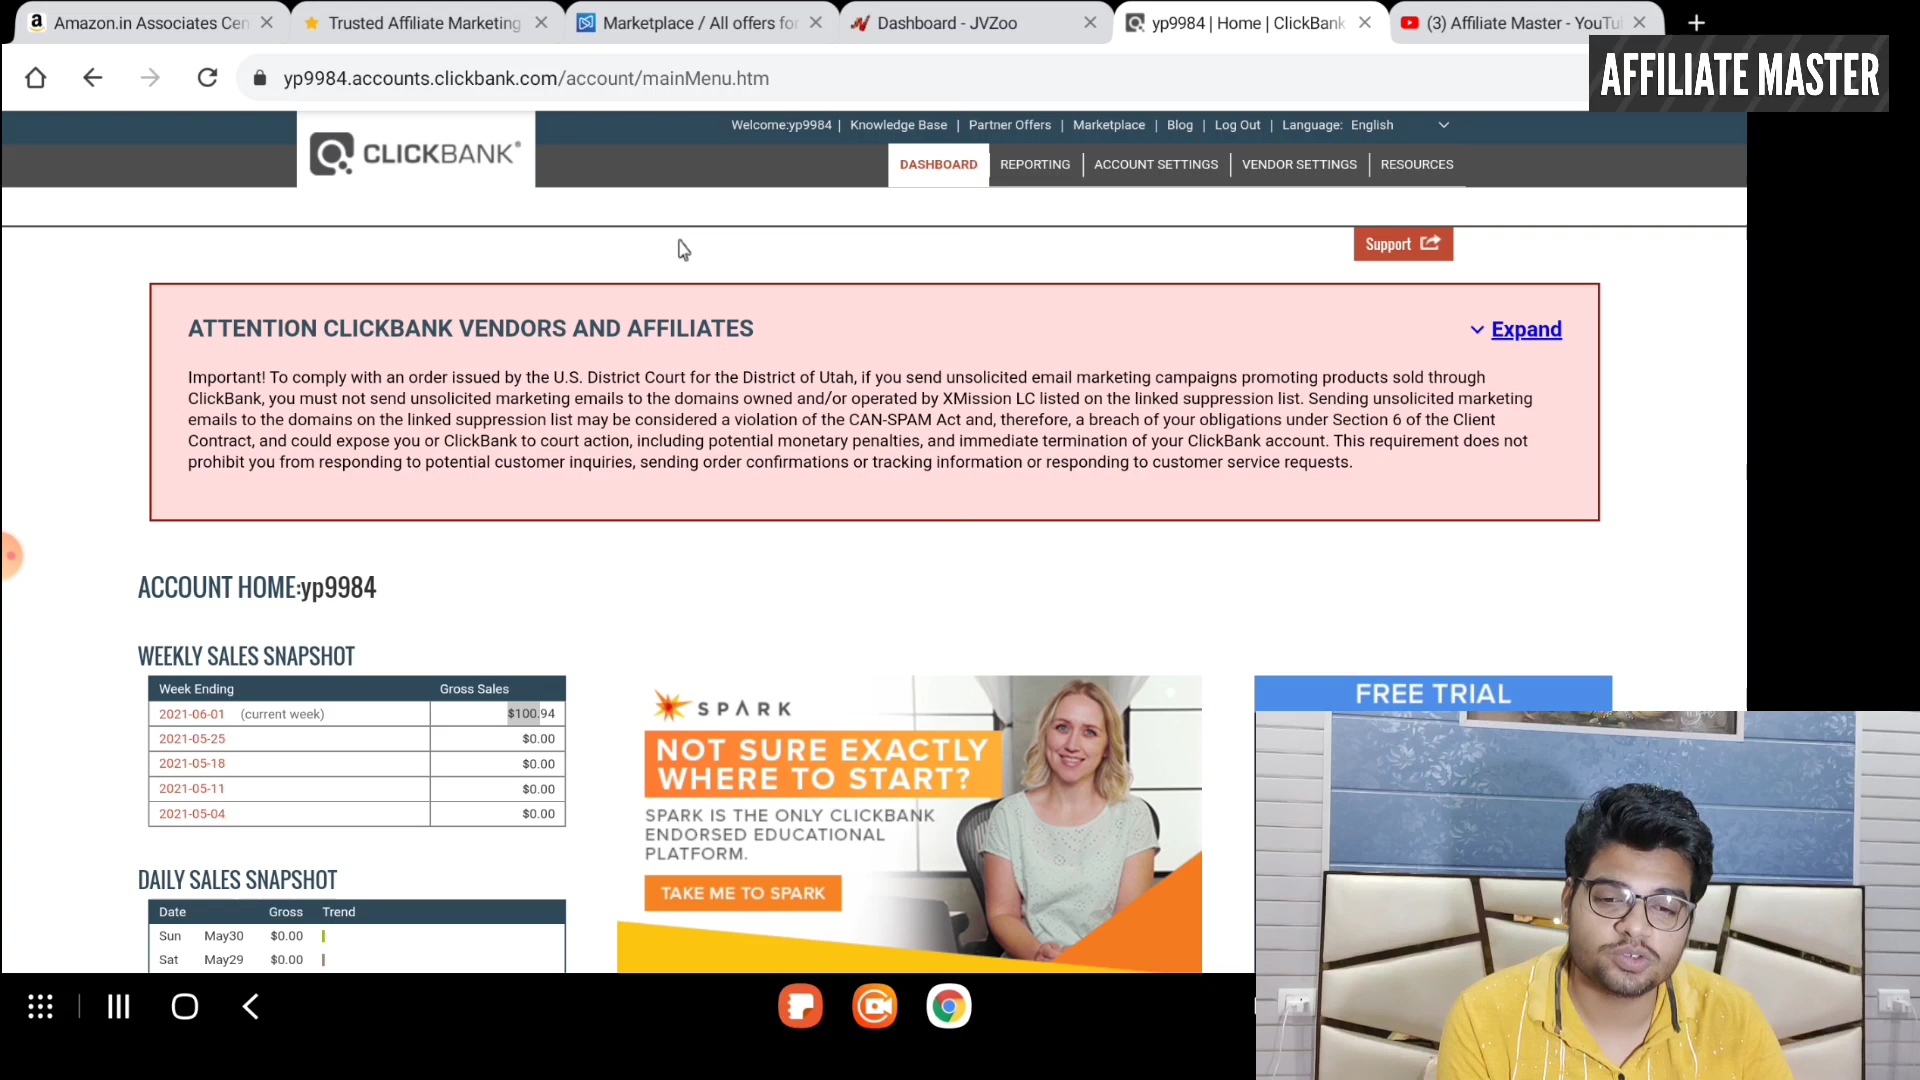 Amazon.in Associates Cen
Trusted Affiliate Marketing
Marketplace / All offers for
Dashboard - JVZoo
yp9984 | Home | ClickBank
(3) Affiliate Master - YouTu
AFFILIATE MASTER
yp9984.accounts.clickbank.com/account/mainMenu.htm
Welcome:yp9984 | Knowledge Base | Partner Offers | Marketplace | Blog | Log Out | Language: English
CLICKBANK®
DASHBOARD REPORTING ACCOUNT SETTINGS VENDOR SETTINGS RESOURCES
Support
ATTENTION CLICKBANK VENDORS AND AFFILIATES
Expand
Important! To comply with an order issued by the U.S. District Court for the District of Utah, if you send unsolicited email marketing campaigns promoting products sold through
ClickBank, you must not send unsolicited marketing emails to the domains owned and/or operated by XMission LC listed on the linked suppression list. Sending unsolicited marketing
emails to the domains on the linked suppression list may be considered a violation of the CAN-SPAM Act and, therefore, a breach of your obligations under Section 6 of the Client
Contract, and could expose you or ClickBank to court action, including potential monetary penalties, and immediate termination of your ClickBank account. This requirement does not
prohibit you from responding to potential customer inquiries, sending order confirmations or tracking information or responding to customer service requests.
ACCOUNT HOME:yp9984
WEEKLY SALES SNAPSHOT
Week Ending Gross Sales
2021-06-01 (current week) $100.94
2021-05-25 $0.00
2021-05-18 $0.00
2021-05-11 $0.00
2021-05-04 $0.00
DAILY SALES SNAPSHOT
Date Gross Trend
Sun May30 $0.00
Sat May29 $0.00
SPARK
NOT SURE EXACTLY
WHERE TO START?
SPARK IS THE ONLY CLICKBANK
ENDORSED EDUCATIONAL
PLATFORM.
TAKE ME TO SPARK
FREE TRIAL